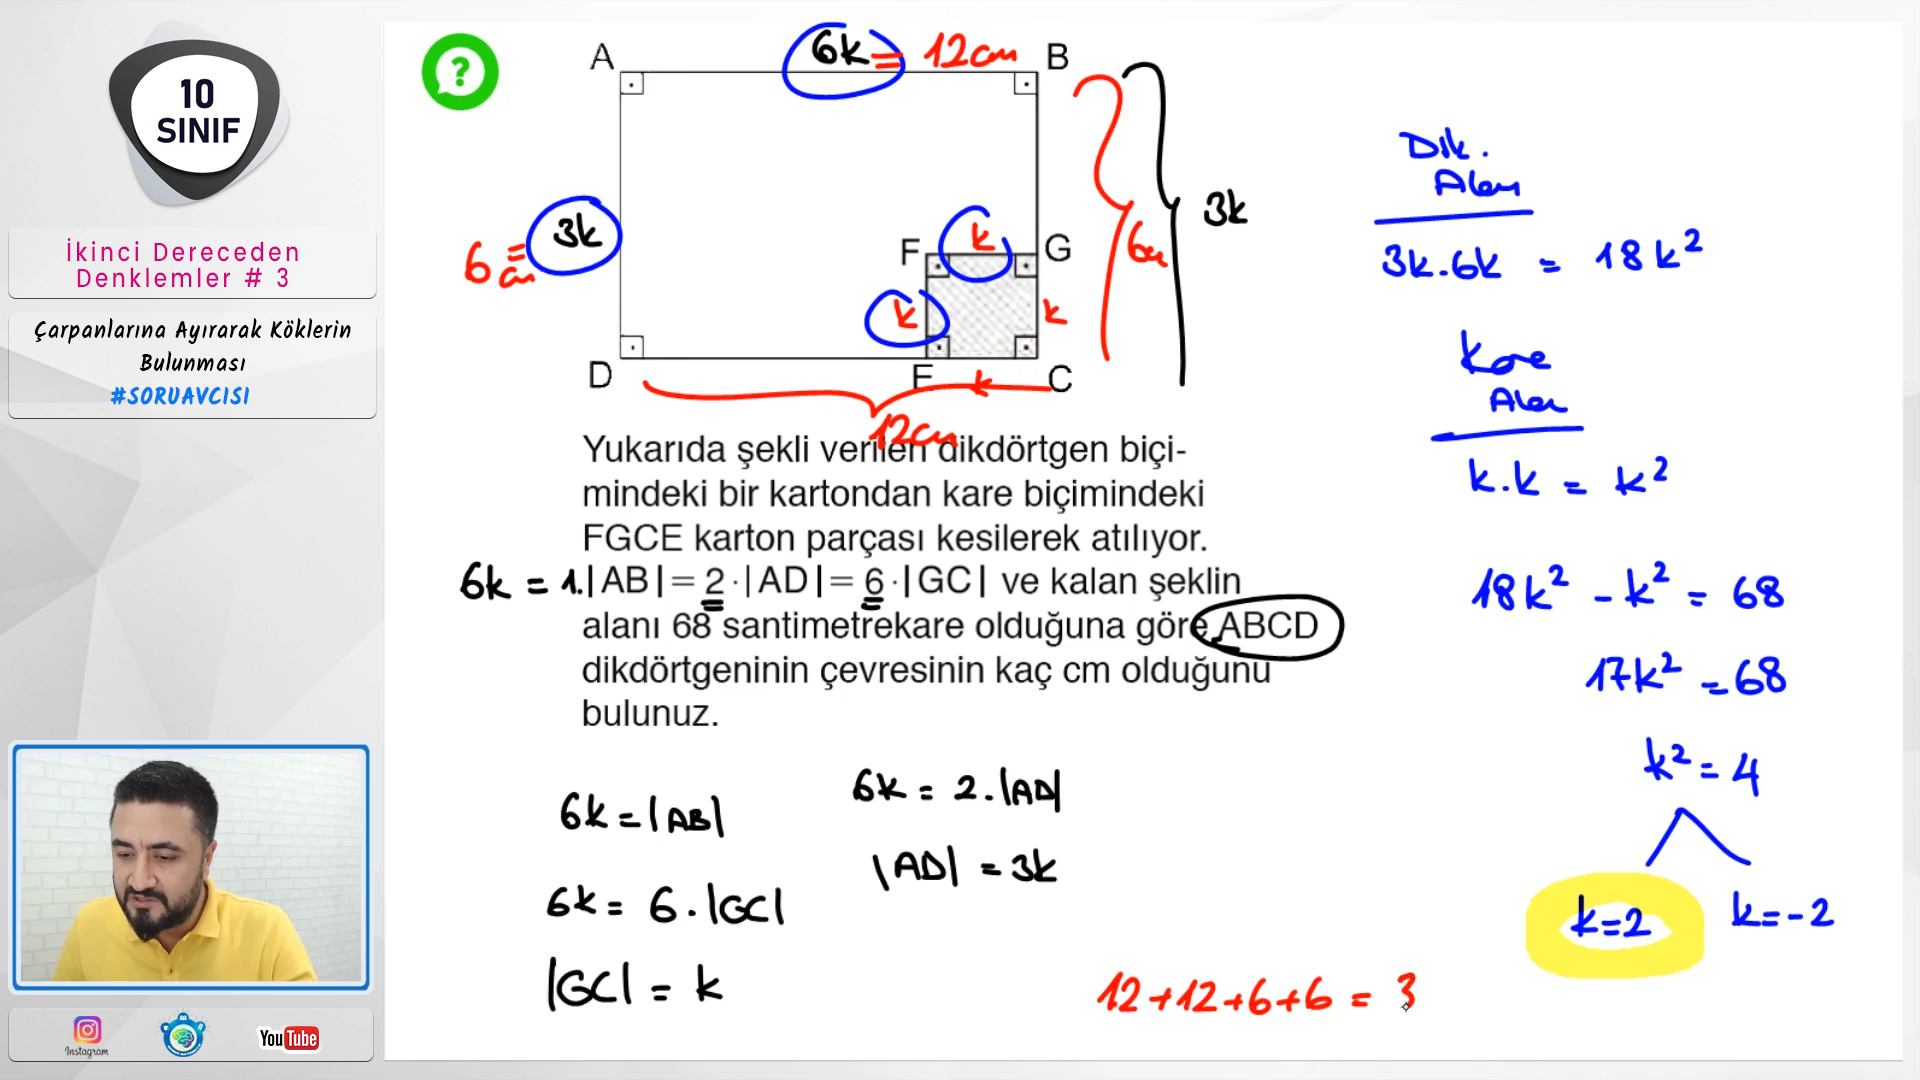 10
SINIF
İkinci Dereceden
Denklemler # 3
Çarpanlarına Ayırarak Köklerin
Bulunması
#SORUAVCISI
Instagram
YouTube
?
A
6k = 12cm
B
3k
6cm
3k =
6 cm
F
k
G
k
k
D
E
k
C
12cm
Yukarıda şekli verilen dikdörtgen biçi-
mindeki bir kartondan kare biçimindeki
FGCE karton parçası kesilerek atılıyor.
6k = 1.|AB| = 2 · |AD| = 6 · |GC| ve kalan şeklin
alanı 68 santimetrekare olduğuna göre, ABCD
dikdörtgeninin çevresinin kaç cm olduğunu
bulunuz.
6k = |AB|
6k = 6 . |GC|
|GC| = k
6k = 2 . |AD|
|AD| = 3k
Dik.
Alan
3k . 6k = 18k²
Kare
Alan
k . k = k²
18k² - k² = 68
17k² = 68
k² = 4
k=2 k=-2
12+12+6+6 = 3